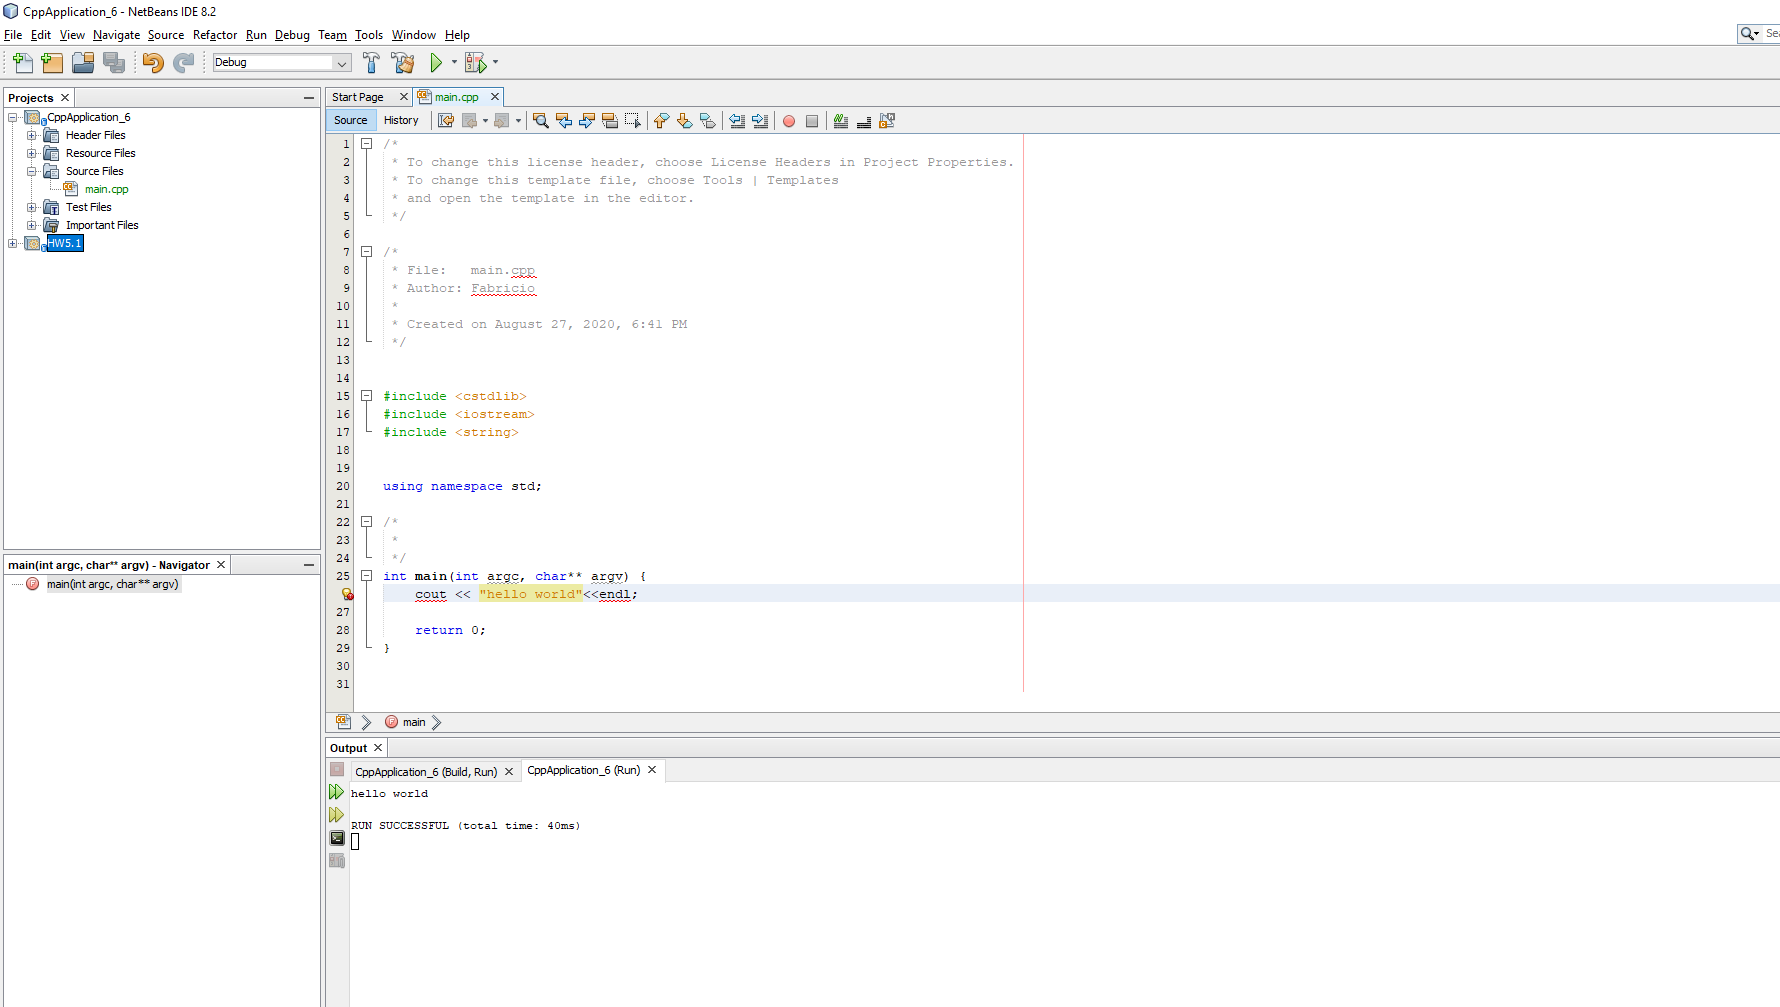 CppApplication_6 - NetBeans IDE 8.2
File Edit View Navigate Source Refactor Run Debug Team Tools Window Help
Debug
Projects
CppApplication_6
Header Files
Resource Files
Source Files
main.cpp
Test Files
Important Files
HW5.1
main(int argc, char** argv) - Navigator
main(int argc, char** argv)
Start Page main.cpp
Source History
1 /*
2 * To change this license header, choose License Headers in Project Properties.
3 * To change this template file, choose Tools | Templates
4 * and open the template in the editor.
5 */
6
7 /*
8 * File:   main.cpp
9 * Author: Fabricio
10 *
11 * Created on August 27, 2020, 6:41 PM
12 */
13
14
15 #include <cstdlib>
16 #include <iostream>
17 #include <string>
18
19
20 using namespace std;
21
22 /*
23 *
24 */
25 int main(int argc, char** argv) {
cout << "hello world"<<endl;
27
28 return 0;
29 }
30
31
main
Output
CppApplication_6 (Build, Run) CppApplication_6 (Run)
hello world
RUN SUCCESSFUL (total time: 40ms)